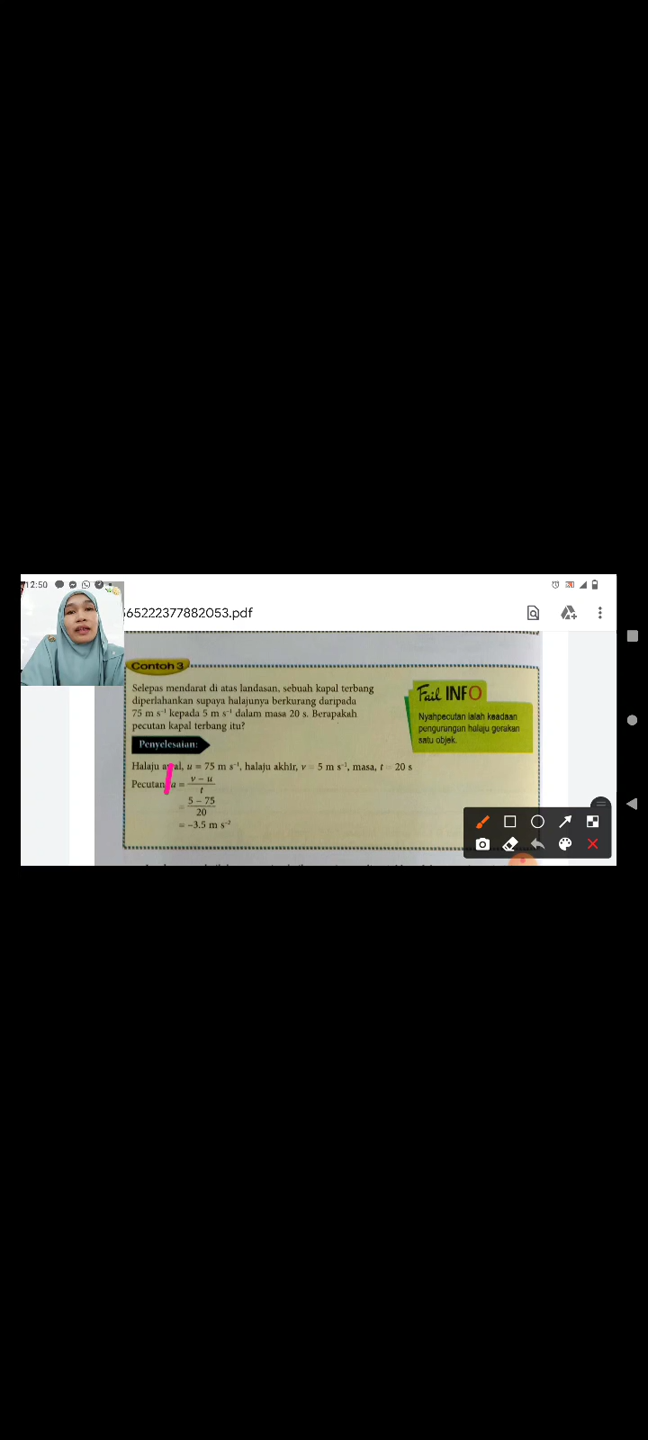 12:50
65222377882053.pdf
Contoh 3
Selepas mendarat di atas landasan, sebuah kapal terbang
diperlahankan supaya halajunya berkurang daripada
75 m s⁻¹ kepada 5 m s⁻¹ dalam masa 20 s. Berapakah
pecutan kapal terbang itu?
Fail INFO
Nyahpecutan ialah keadaan
pengurangan halaju gerakan
satu objek.
Penyelesaian:
Halaju awal, u = 75 m s⁻¹, halaju akhir, v = 5 m s⁻¹, masa, t = 20 s
Pecutan, a = v − u / t
= 5 − 75 / 20
= −3.5 m s⁻²